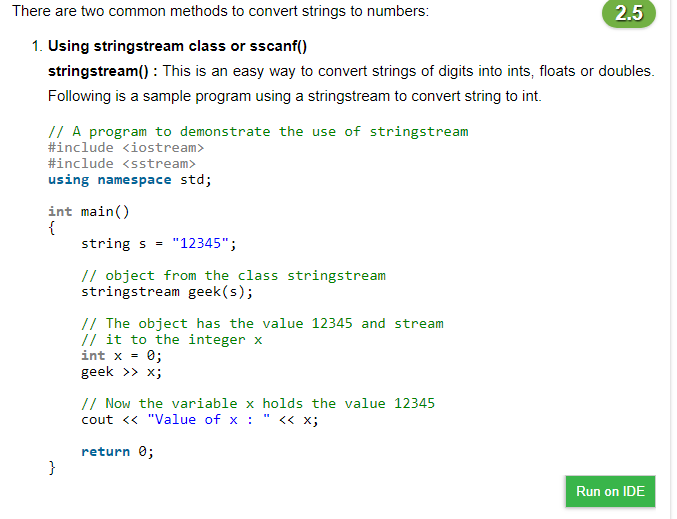 There are two common methods to convert strings to numbers:
2.5
1. Using stringstream class or sscanf()
stringstream() : This is an easy way to convert strings of digits into ints, floats or doubles.
Following is a sample program using a stringstream to convert string to int.
// A program to demonstrate the use of stringstream
#include <iostream>
#include <sstream>
using namespace std;
int main()
{
    string s = "12345";
    // object from the class stringstream
    stringstream geek(s);
    // The object has the value 12345 and stream
    // it to the integer x
    int x = 0;
    geek >> x;
    // Now the variable x holds the value 12345
    cout << "Value of x : " << x;
    return 0;
}
Run on IDE